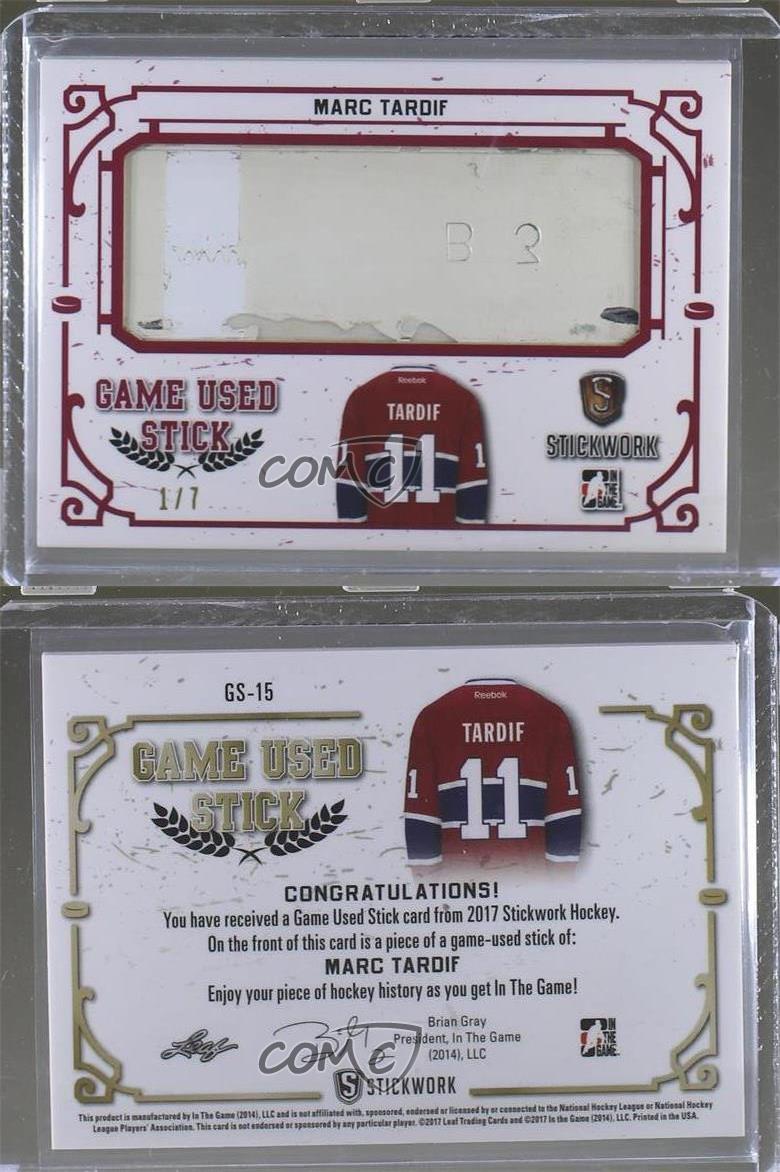 MARC TARDIF
B 2
GAME USED
STICK
1/7
Reebok
TARDIF
11
1
COMC
S
STICKWORK
IN
THE
GAME
GS-15
GAME USED
STICK
Reebok
TARDIF
1 11 1
CONGRATULATIONS!
You have received a Game Used Stick card from 2017 Stickwork Hockey.
On the front of this card is a piece of a game-used stick of:
MARC TARDIF
Enjoy your piece of hockey history as you get In The Game!
Leaf
Brian Gray
President, In The Game
(2014), LLC
COMC
IN
THE
GAME
S STICKWORK
This product is manufactured by In The Game (2014), LLC and is not affiliated with, sponsored, endorsed or licensed by or connected to the National Hockey League or National Hockey
League Players' Association. This card is not endorsed or sponsored by any particular player. ©2017 Leaf Trading Cards and ©2017 In the Game (2014), LLC. Printed in the USA.